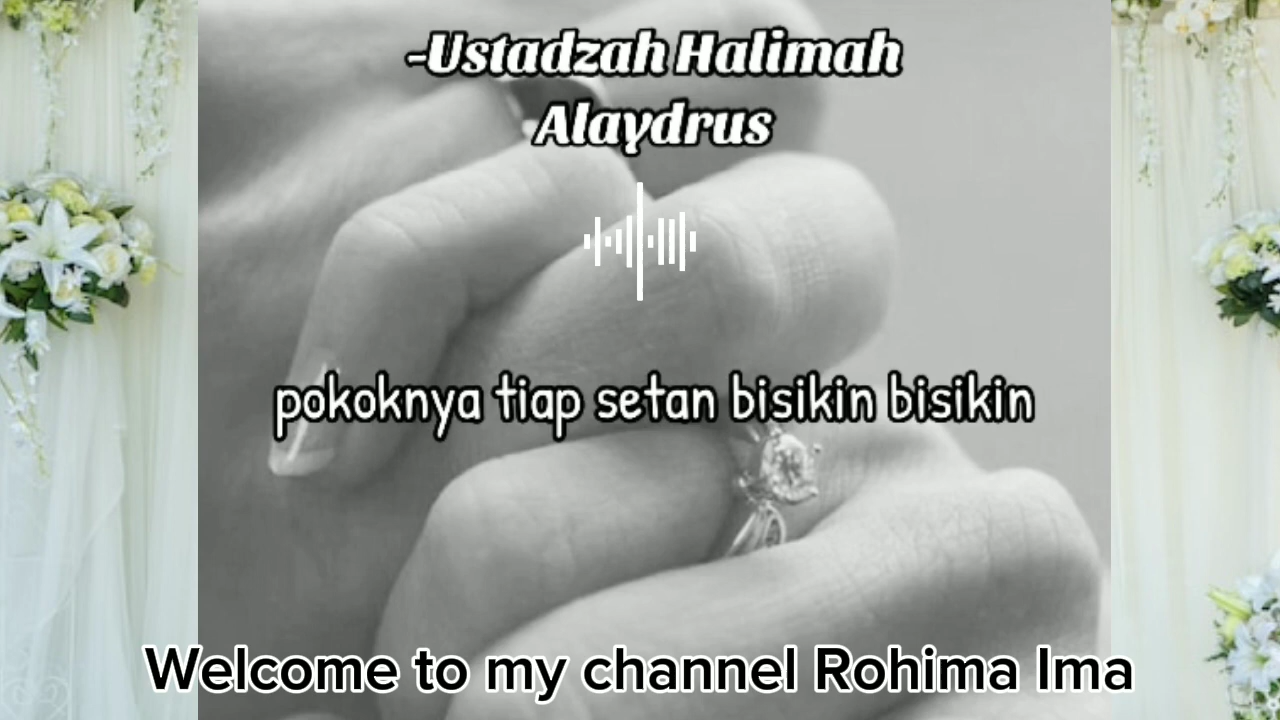 -Ustadzah Halimah
Alaydrus
pokoknya tiap setan bisikin bisikin
Welcome to my channel Rohima Ima